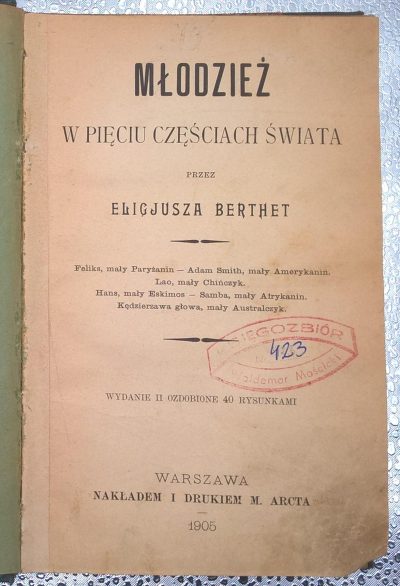 MŁODZIEŻ
W PIĘCIU CZĘŚCIACH ŚWIATA
PRZEZ
ELIGJUSZA BERTHET
Feliks, mały Paryżanin — Adam Smith, mały Amerykanin.
Lao, mały Chińczyk.
Hans, mały Eskimos — Samba, mały Afrykanin.
Kędzierzawa głowa, mały Australczyk.
KSIĘGOZBIÓR
423
Waldemar Mościcki
WYDANIE II OZDOBIONE 40 RYSUNKAMI
WARSZAWA
NAKŁADEM I DRUKIEM M. ARCTA
1905